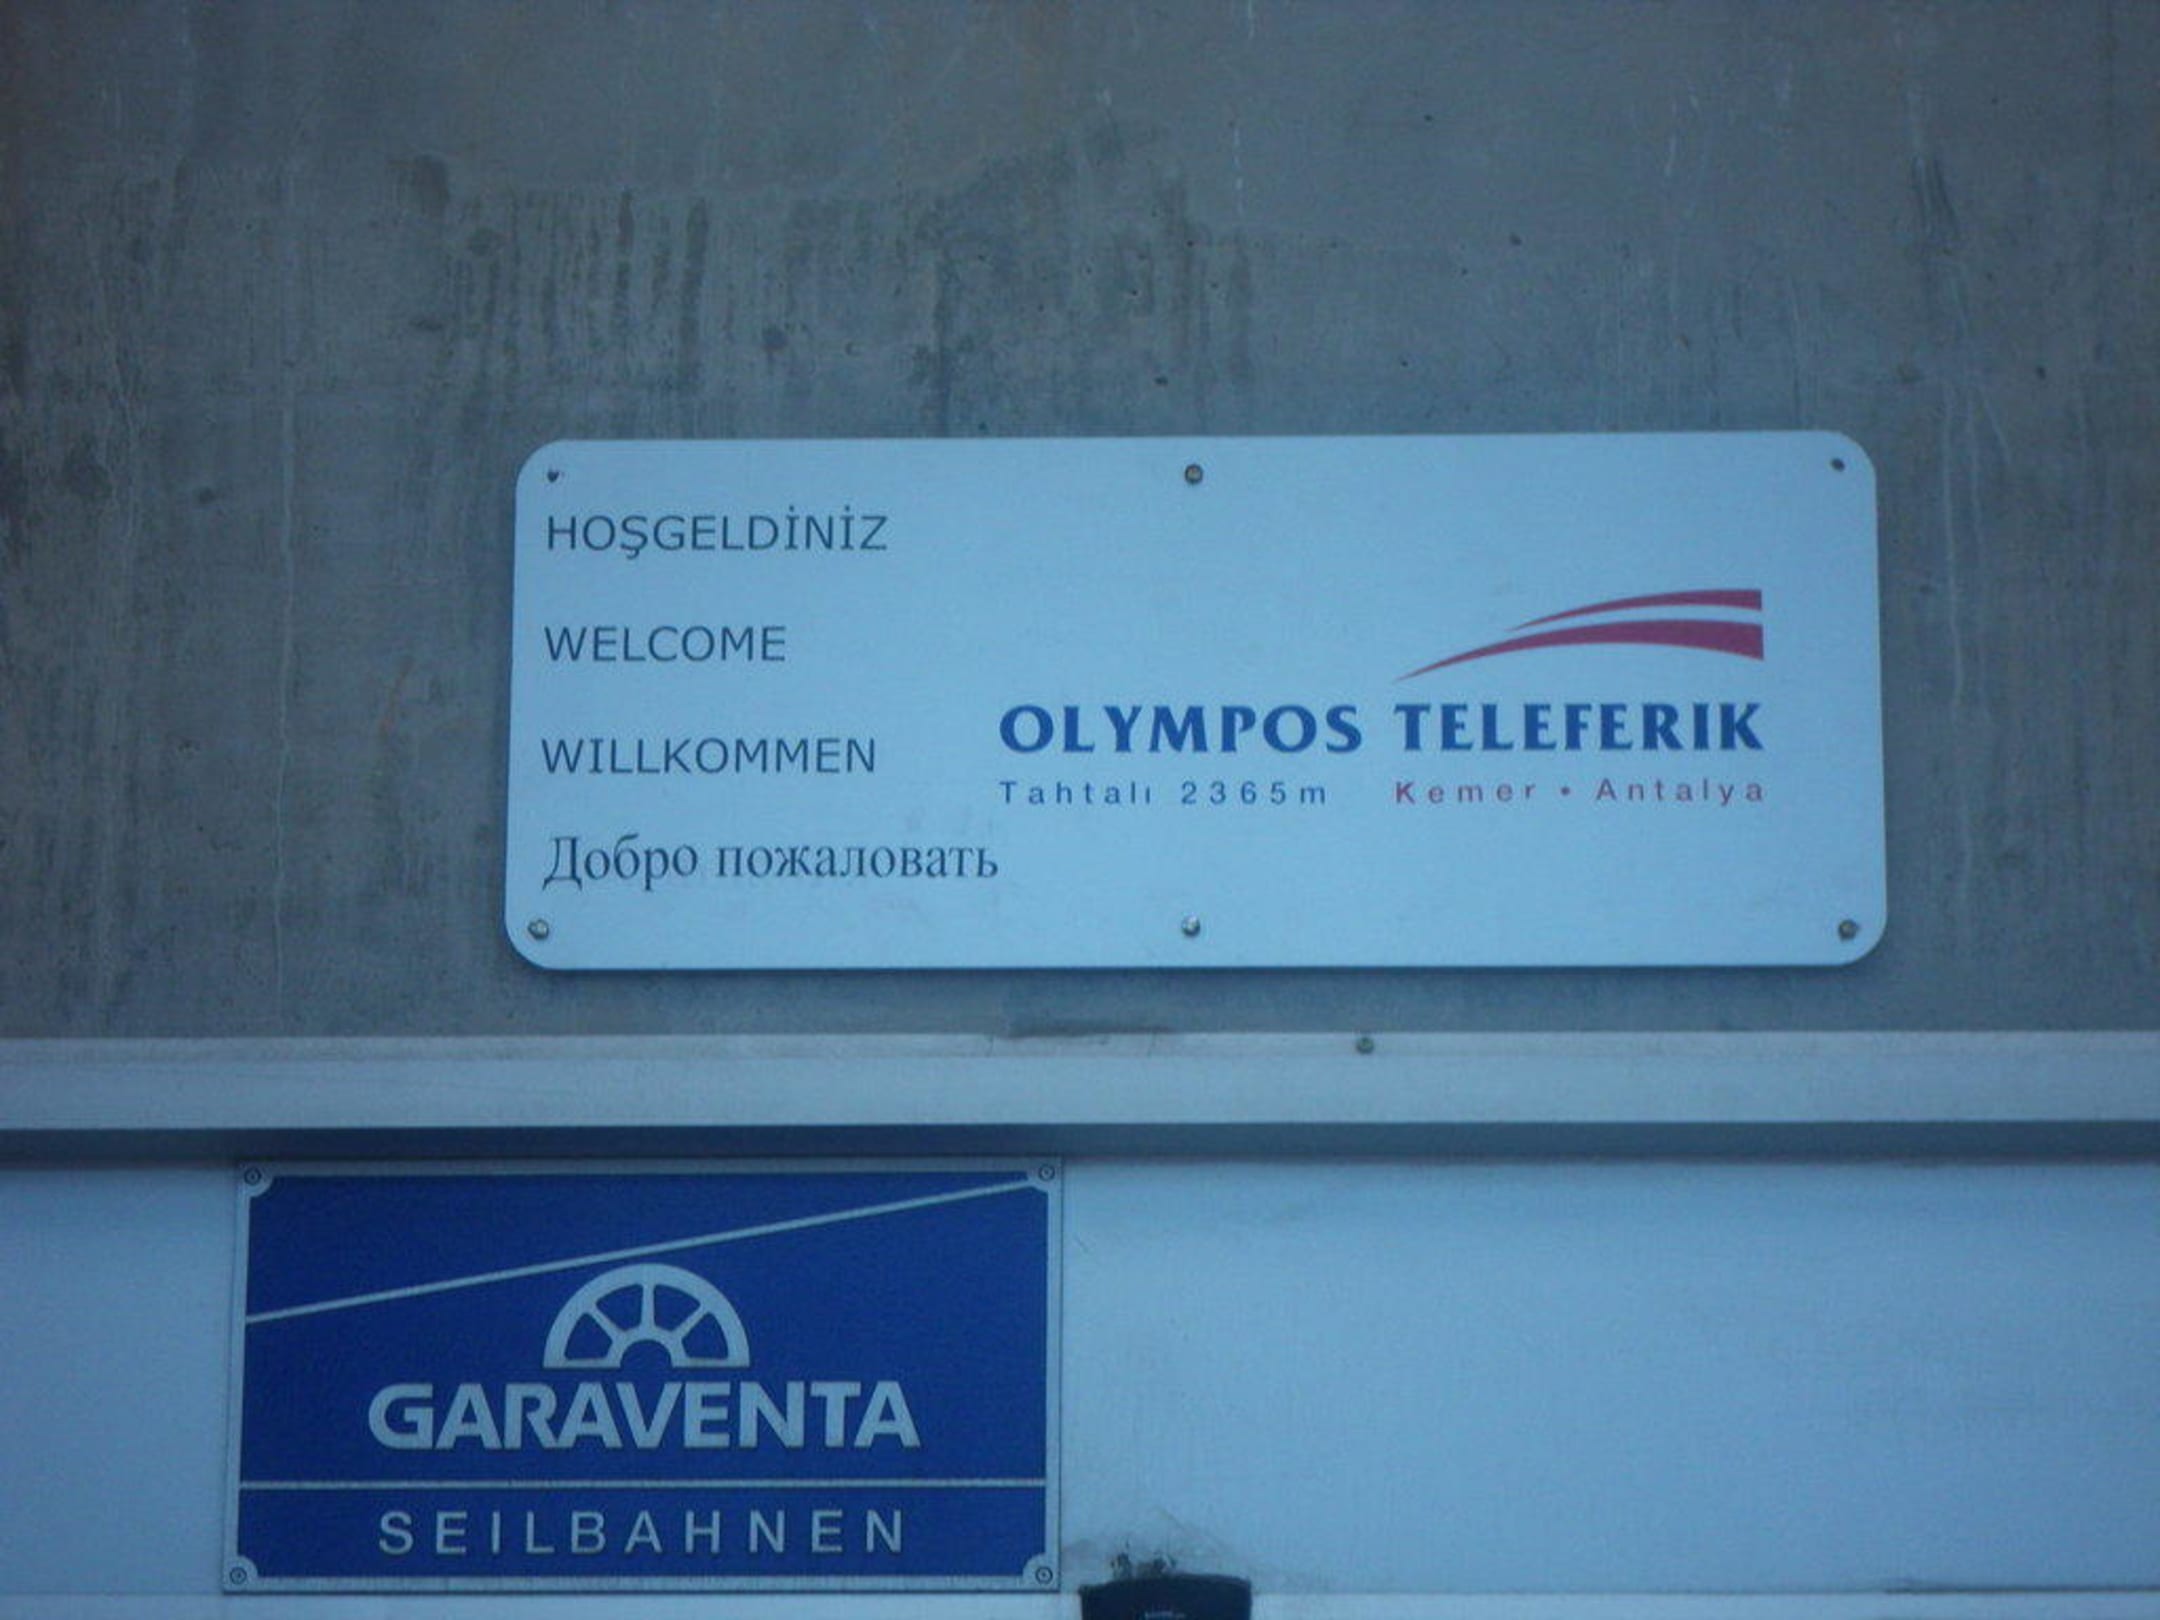 HOŞGELDİNİZ
WELCOME
WILLKOMMEN
Добро пожаловать
OLYMPOS TELEFERIK
Tahtalı 2365m Kemer • Antalya
GARAVENTA
SEILBAHNEN